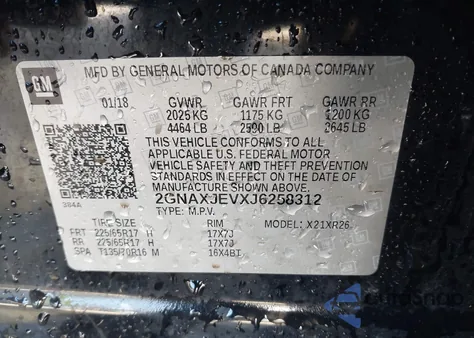 GM
MFD BY GENERAL MOTORS OF CANADA COMPANY
01/18 GVWR GAWR FRT GAWR RR
2025 KG 1175 KG 1200 KG
4464 LB 2590 LB 2645 LB
THIS VEHICLE CONFORMS TO ALL
APPLICABLE U.S. FEDERAL MOTOR
VEHICLE SAFETY AND THEFT PREVENTION
STANDARDS IN EFFECT ON THE DATE OF
MANUFACTURE SHOWN ABOVE.
384A 2GNAXJEVXJ6258312
TYPE: M.P.V. MODEL: X21XR26
TIRE SIZE RIM
FRT 225/65R17 H 17X7J
RR 225/65R17 H 17X7J
SPA T135/70R16 M 16X4BT
AutoSnap